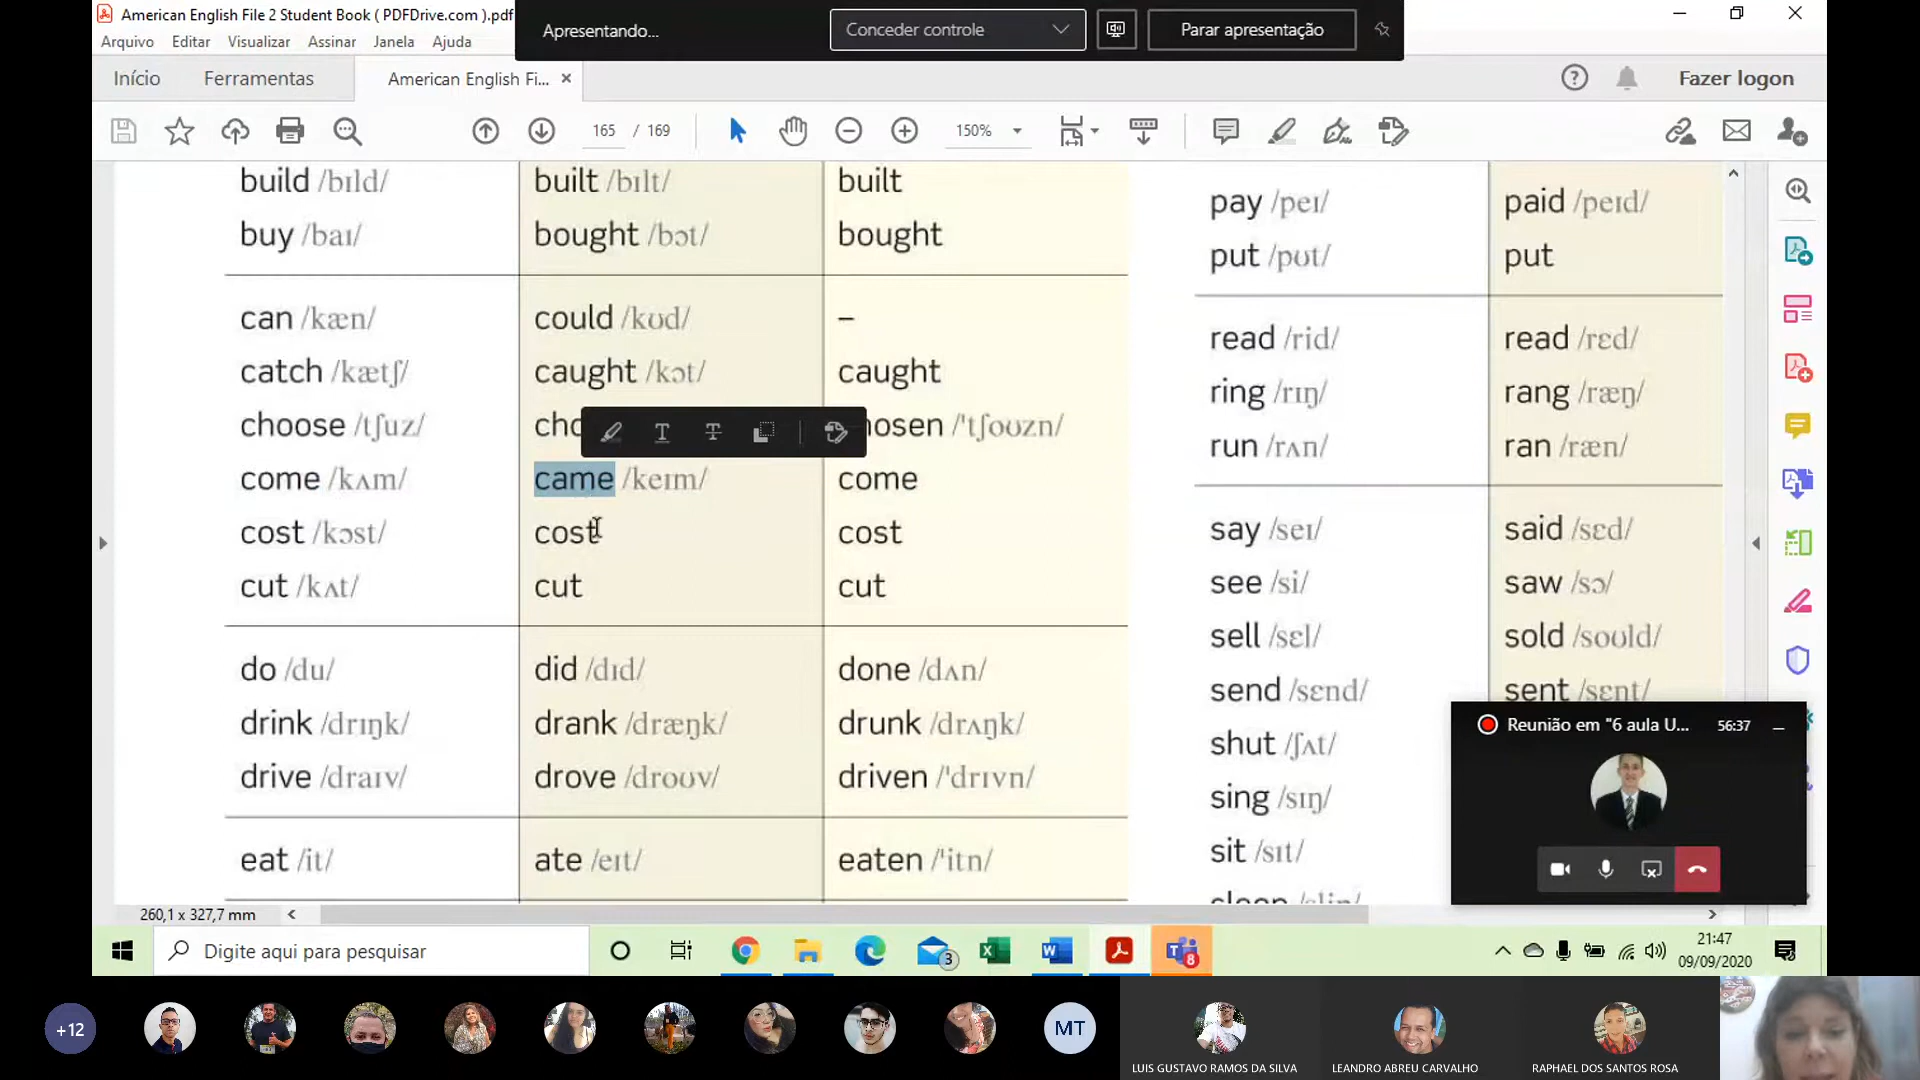 American English File 2 Student Book ( PDFDrive.com ).pdf
Apresentando...
Conceder controle
Parar apresentação
Arquivo Editar Visualizar Assinar Janela Ajuda
Início Ferramentas American English Fi... Fazer logon
165 / 169 150%
build /bɪld/ built /bɪlt/ built
buy /baɪ/ bought /bɔt/ bought
can /kæn/ could /kʊd/ –
catch /kætʃ/ caught /kɔt/ caught
choose /tʃuz/ cho hosen /ˈtʃoʊzn/
come /kʌm/ came /keɪm/ come
cost /kɔst/ cost cost
cut /kʌt/ cut cut
do /du/ did /dɪd/ done /dʌn/
drink /drɪŋk/ drank /dræŋk/ drunk /drʌŋk/
drive /draɪv/ drove /droʊv/ driven /ˈdrɪvn/
eat /it/ ate /eɪt/ eaten /ˈitn/
pay /peɪ/ paid /peɪd/
put /pʊt/ put
read /rid/ read /rɛd/
ring /rɪŋ/ rang /ræŋ/
run /rʌn/ ran /ræn/
say /seɪ/ said /sɛd/
see /si/ saw /sɔ/
sell /sɛl/ sold /soʊld/
send /sɛnd/ sent /sɛnt/
shut /ʃʌt/
sing /sɪŋ/
sit /sɪt/
sleep /slip/
Reunião em "6 aula U... 56:37
260,1 x 327,7 mm
Digite aqui para pesquisar
3
8
21:47
09/09/2020
+12
MT
LUIS GUSTAVO RAMOS DA SILVA
LEANDRO ABREU CARVALHO
RAPHAEL DOS SANTOS ROSA